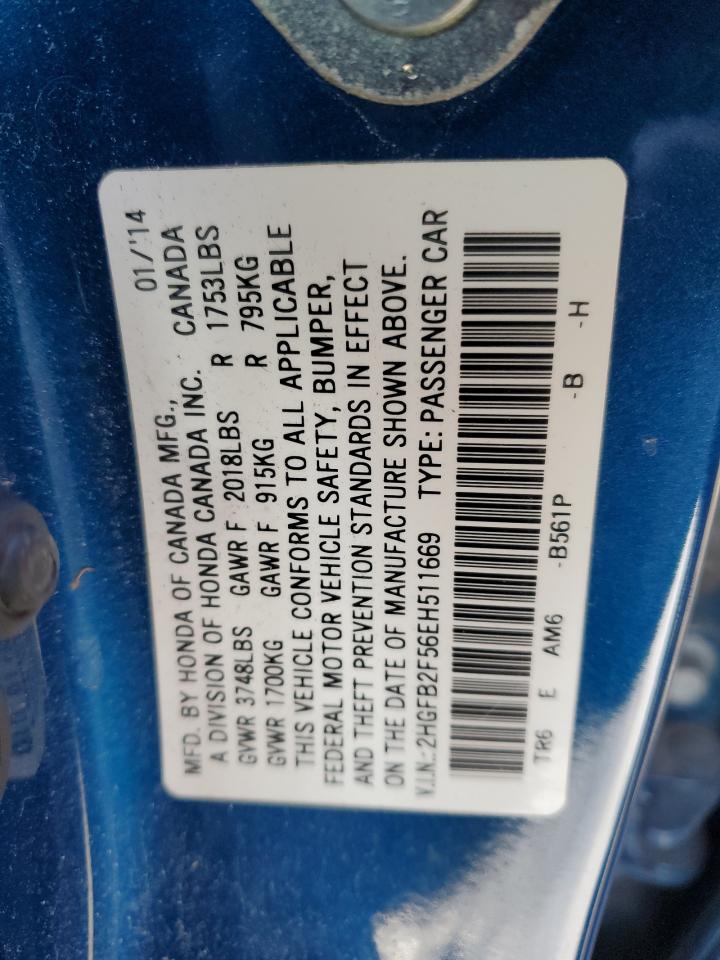 01/'14
MFD. BY HONDA OF CANADA MFG.,
A DIVISION OF HONDA CANADA INC. CANADA
GVWR 3748LBS GAWR F 2018LBS R 1753LBS
GVWR 1700KG GAWR F 915KG R 795KG
THIS VEHICLE CONFORMS TO ALL APPLICABLE
FEDERAL MOTOR VEHICLE SAFETY, BUMPER,
AND THEFT PREVENTION STANDARDS IN EFFECT
ON THE DATE OF MANUFACTURE SHOWN ABOVE.
V.I.N.: 2HGFB2F56EH511669 TYPE: PASSENGER CAR
TR6 E AM6 -B561P -B -H